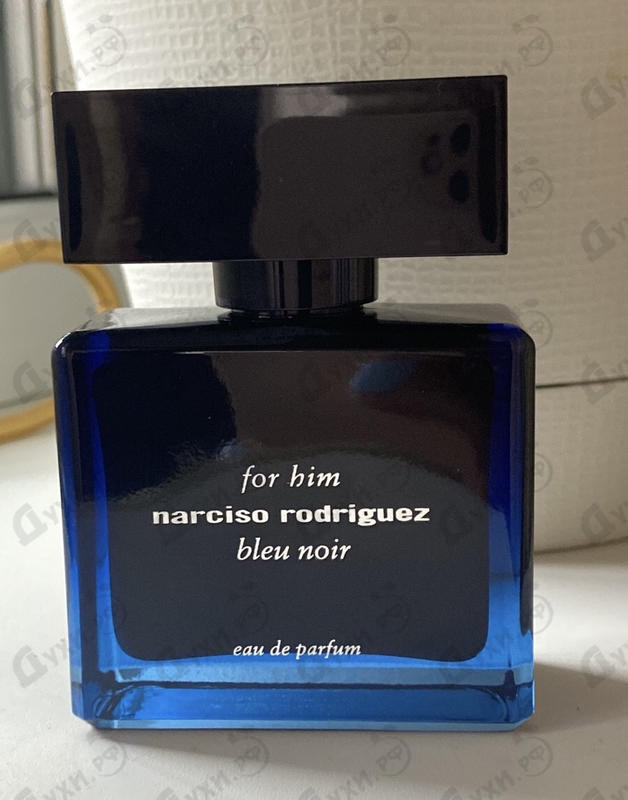 for him
narciso rodriguez
bleu noir
eau de parfum
Духи.рф